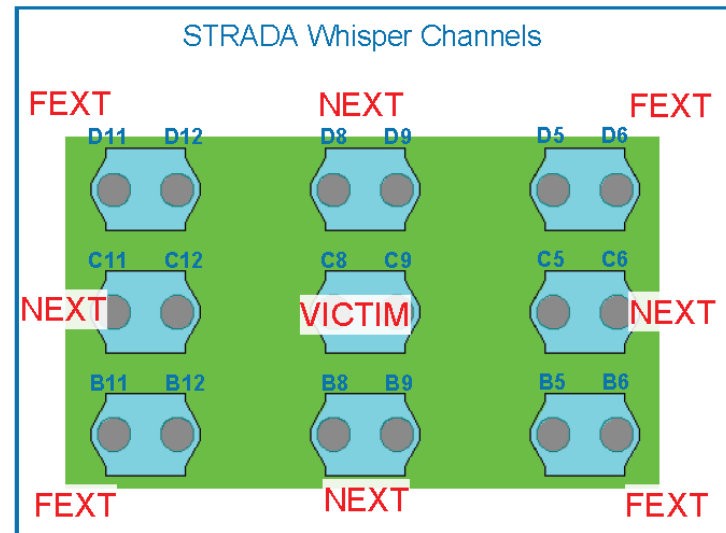 STRADA Whisper Channels
FEXT NEXT FEXT
D11 D12 D8 D9 D5 D6
C11 C12 C8 C9 C5 C6
NEXT VICTIM NEXT
B11 B12 B8 B9 B5 B6
FEXT NEXT FEXT